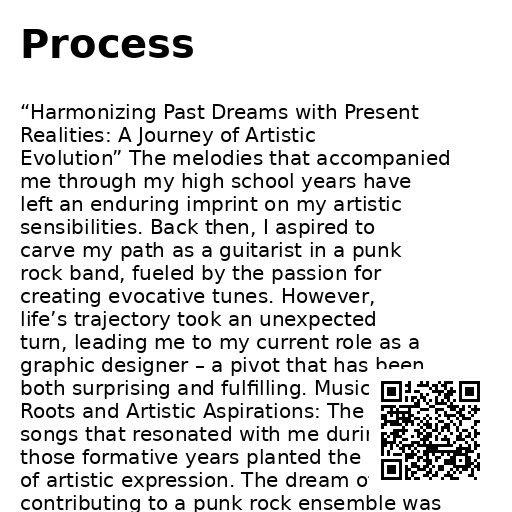 Process
“Harmonizing Past Dreams with Present
Realities: A Journey of Artistic
Evolution” The melodies that accompanied
me through my high school years have
left an enduring imprint on my artistic
sensibilities. Back then, I aspired to
carve my path as a guitarist in a punk
rock band, fueled by the passion for
creating evocative tunes. However,
life’s trajectory took an unexpected
turn, leading me to my current role as a
graphic designer – a pivot that has been
both surprising and fulfilling. Music
Roots and Artistic Aspirations: The
songs that resonated with me during
those formative years planted the
of artistic expression. The dream of
contributing to a punk rock ensemble was